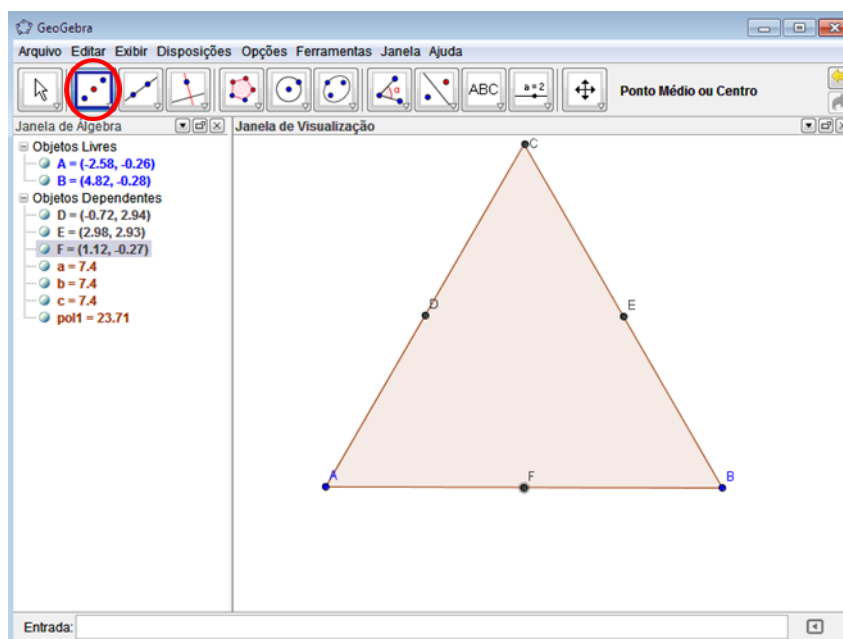 GeoGebra
Arquivo Editar Exibir Disposições Opções Ferramentas Janela Ajuda
ABC a=2 Ponto Médio ou Centro
Janela de Álgebra
Janela de Visualização
Objetos Livres
A = (-2.58, -0.26)
B = (4.82, -0.28)
Objetos Dependentes
D = (-0.72, 2.94)
E = (2.98, 2.93)
F = (1.12, -0.27)
a = 7.4
b = 7.4
c = 7.4
pol1 = 23.71
C
D
E
A
F
B
Entrada: